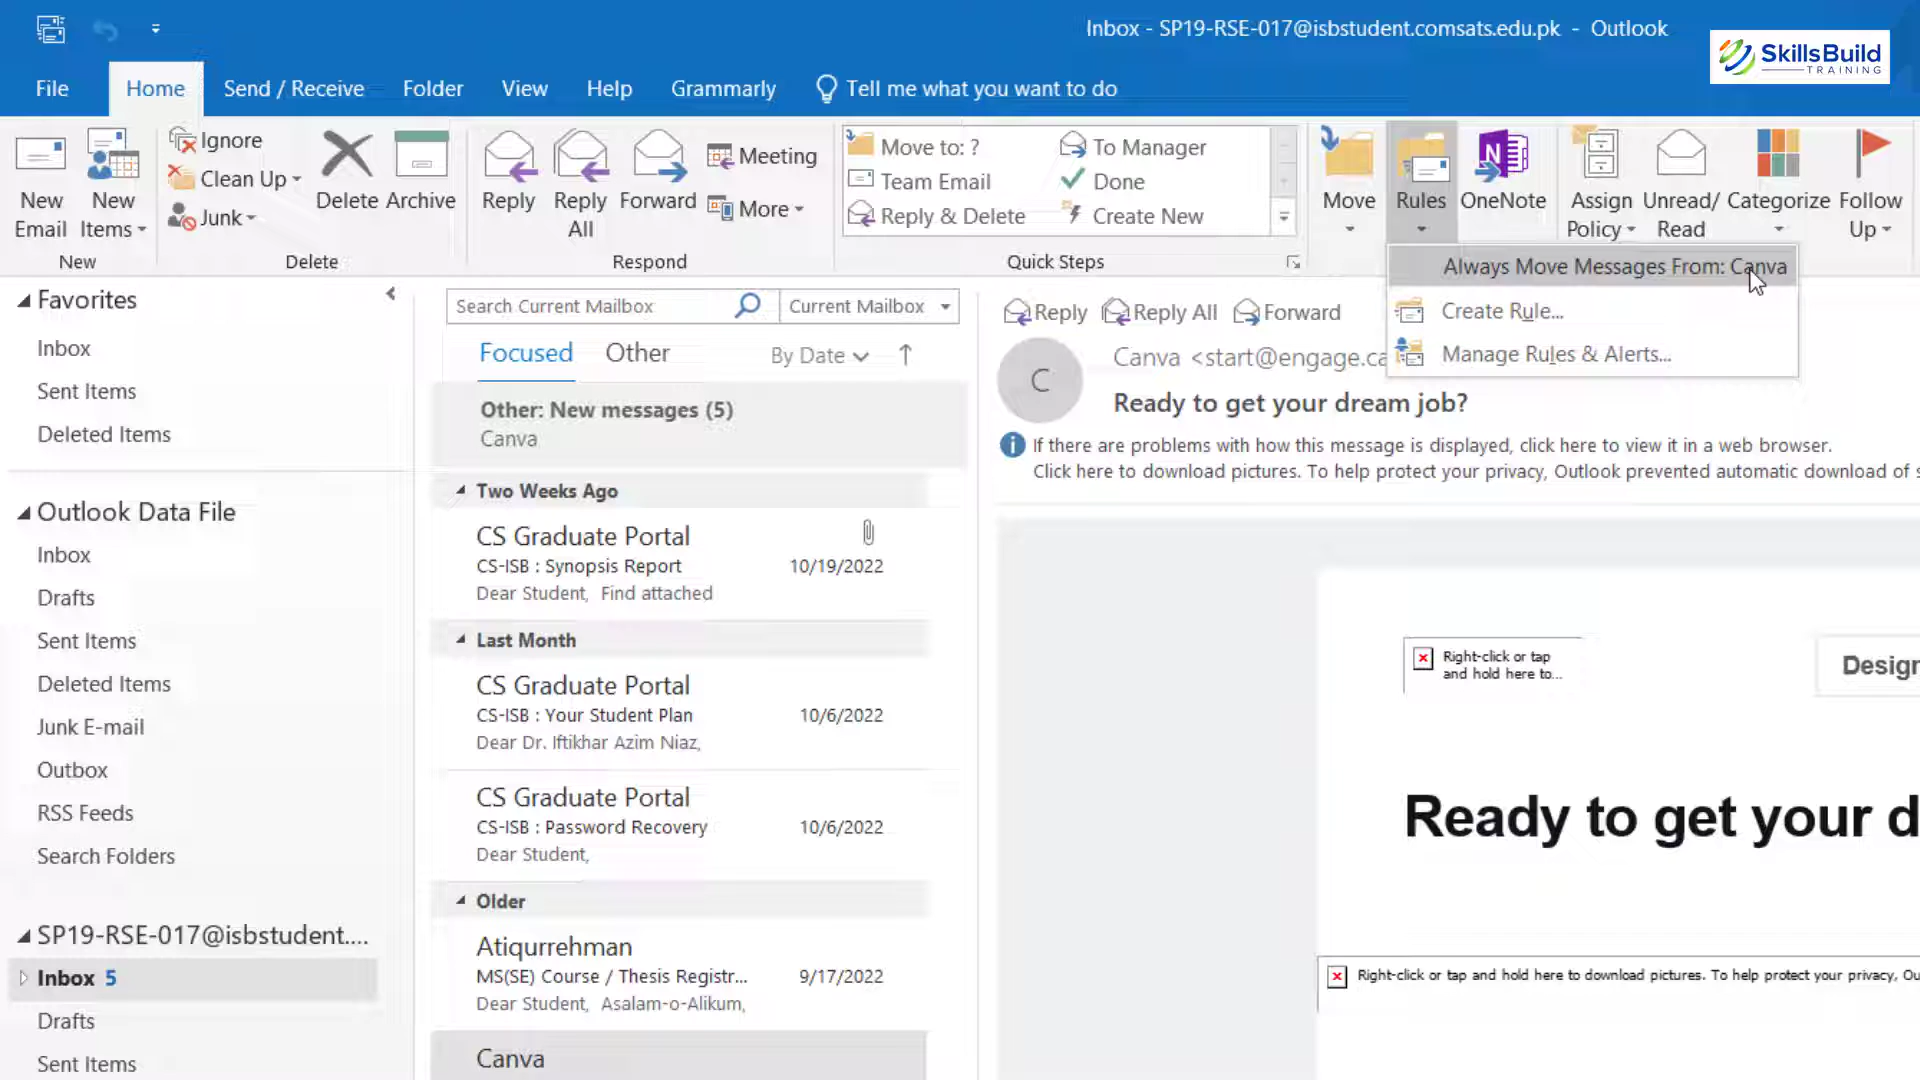 Inbox - SP19-RSE-017@isbstudent.comsats.edu.pk - Outlook
SkillsBuild
TRAINING
File
Home
Send / Receive
Folder
View
Help
Grammarly
Tell me what you want to do
New
Email
New
Items
New
Ignore
Clean Up
Junk
Delete
Archive
Delete
Reply
Reply
All
Forward
Meeting
More
Respond
Move to: ?
Team Email
Reply & Delete
To Manager
Done
Create New
Quick Steps
Move
Rules
OneNote
Assign
Policy
Unread/
Read
Categorize
Follow
Up
Always Move Messages From: Canva
Create Rule...
Manage Rules & Alerts...
Favorites
Inbox
Sent Items
Deleted Items
Outlook Data File
Inbox
Drafts
Sent Items
Deleted Items
Junk E-mail
Outbox
RSS Feeds
Search Folders
SP19-RSE-017@isbstudent....
Inbox 5
Drafts
Sent Items
Search Current Mailbox
Current Mailbox
Focused
Other
By Date
Other: New messages (5)
Canva
Two Weeks Ago
CS Graduate Portal
CS-ISB : Synopsis Report 10/19/2022
Dear Student, Find attached
Last Month
CS Graduate Portal
CS-ISB : Your Student Plan 10/6/2022
Dear Dr. Iftikhar Azim Niaz,
CS Graduate Portal
CS-ISB : Password Recovery 10/6/2022
Dear Student,
Older
Atiqurrehman
MS(SE) Course / Thesis Registr... 9/17/2022
Dear Student, Asalam-o-Alikum,
Canva
Reply
Reply All
Forward
C
Canva <start@engage.ca
Ready to get your dream job?
If there are problems with how this message is displayed, click here to view it in a web browser.
Click here to download pictures. To help protect your privacy, Outlook prevented automatic download of s
Right-click or tap
and hold here to...
Design
Ready to get your d
Right-click or tap and hold here to download pictures. To help protect your privacy, Ou